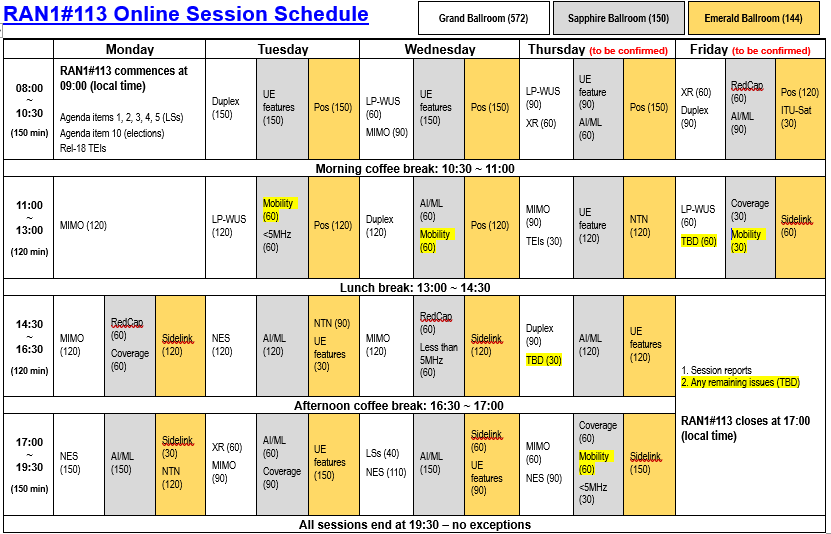 RAN1#113 Online Session Schedule
Grand Ballroom (572)
Sapphire Ballroom (150)
Emerald Ballroom (144)
Monday
Tuesday
Wednesday
Thursday (to be confirmed)
Friday (to be confirmed)
08:00
~
10:30
(150 min)
RAN1#113 commences at
09:00 (local time)
Agenda items 1, 2, 3, 4, 5 (LSs)
Agenda item 10 (elections)
Rel-18 TEIs
Duplex
(150)
UE
features
(150)
Pos (150)
LP-WUS
(60)
MIMO (90)
UE
features
(150)
Pos (150)
LP-WUS
(90)
XR (60)
UE
feature
(90)
AI/ML
(60)
Pos (150)
XR (60)
Duplex
(90)
RedCap
(60)
AI/ML
(90)
Pos (120)
ITU-Sat
(30)
Morning coffee break: 10:30 ~ 11:00
11:00
~
13:00
(120 min)
MIMO (120)
LP-WUS
(120)
Mobility
(60)
<5MHz
(60)
Pos (120)
Duplex
(120)
AI/ML
(60)
Mobility
(60)
Pos (120)
MIMO
(90)
TEIs (30)
UE
feature
(120)
NTN
(120)
LP-WUS
(60)
TBD (60)
Coverage
(30)
Mobility
(30)
Sidelink
(60)
Lunch break: 13:00 ~ 14:30
14:30
~
16:30
(120 min)
MIMO
(120)
RedCap
(60)
Coverage
(60)
Sidelink
(120)
NES
(120)
AI/ML
(120)
NTN (90)
UE
features
(30)
MIMO
(120)
RedCap
(60)
Less than
5MHz
(60)
Sidelink
(120)
Duplex
(90)
TBD (30)
AI/ML
(120)
UE
features
(120)
1. Session reports
2. Any remaining issues (TBD)
RAN1#113 closes at 17:00
(local time)
Afternoon coffee break: 16:30 ~ 17:00
17:00
~
19:30
(150 min)
NES
(150)
AI/ML
(150)
Sidelink
(30)
NTN
(120)
XR (60)
MIMO
(90)
AI/ML
(60)
Coverage
(90)
UE
features
(150)
LSs (40)
NES (110)
AI/ML
(150)
Sidelink
(60)
UE
features
(90)
MIMO
(60)
NES (90)
Coverage
(60)
Mobility
(60)
<5MHz
(30)
Sidelink
(150)
All sessions end at 19:30 – no exceptions